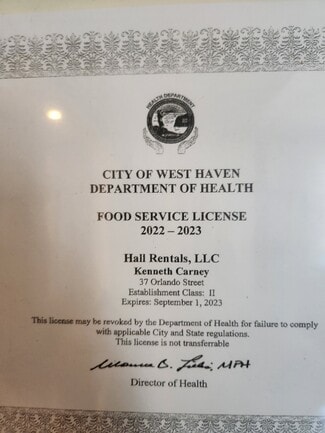 HEALTH DEPARTMENT
CITY OF WEST HAVEN
DEPARTMENT OF HEALTH
FOOD SERVICE LICENSE
2022 – 2023
Hall Rentals, LLC
Kenneth Carney
37 Orlando Street
Establishment Class: II
Expires: September 1, 2023
This license may be revoked by the Department of Health for failure to comply
with applicable City and State regulations.
This license is not transferrable
MPH
Director of Health